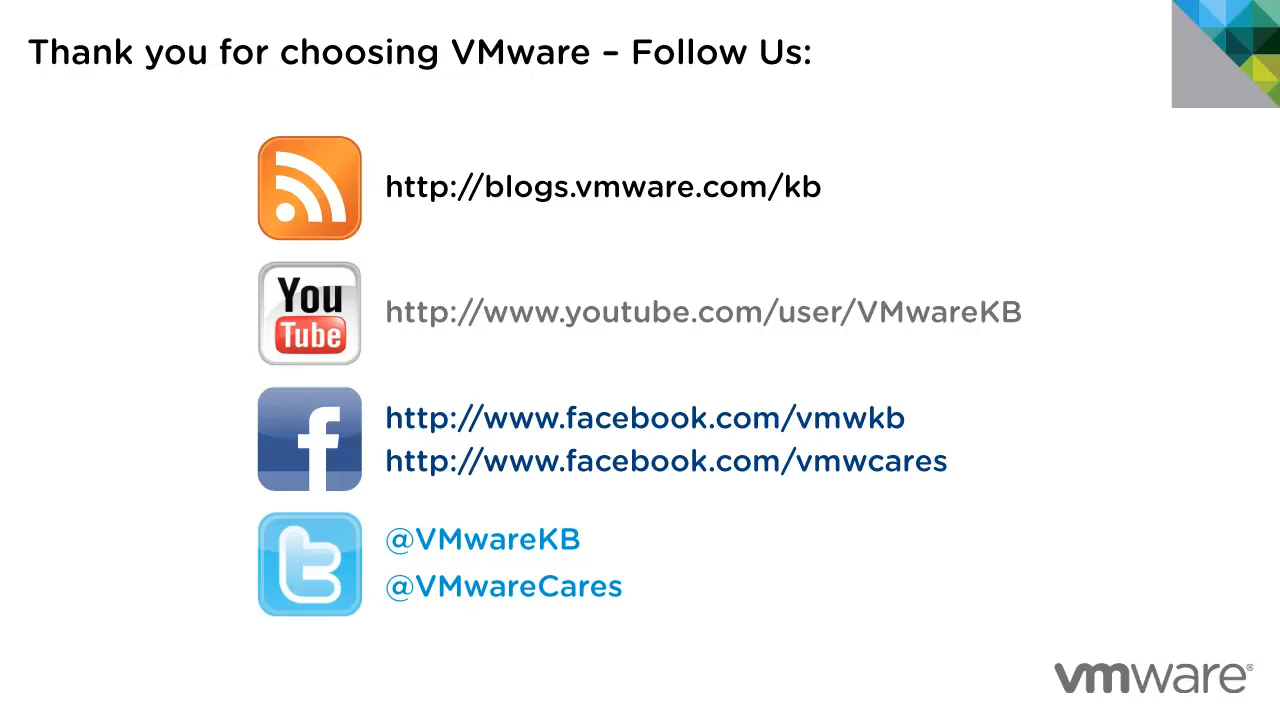 Thank you for choosing VMware – Follow Us:
http://blogs.vmware.com/kb
You
Tube
http://www.youtube.com/user/VMwareKB
f
http://www.facebook.com/vmwkb
http://www.facebook.com/vmwcares
t
@VMwareKB
@VMwareCares
vmware®